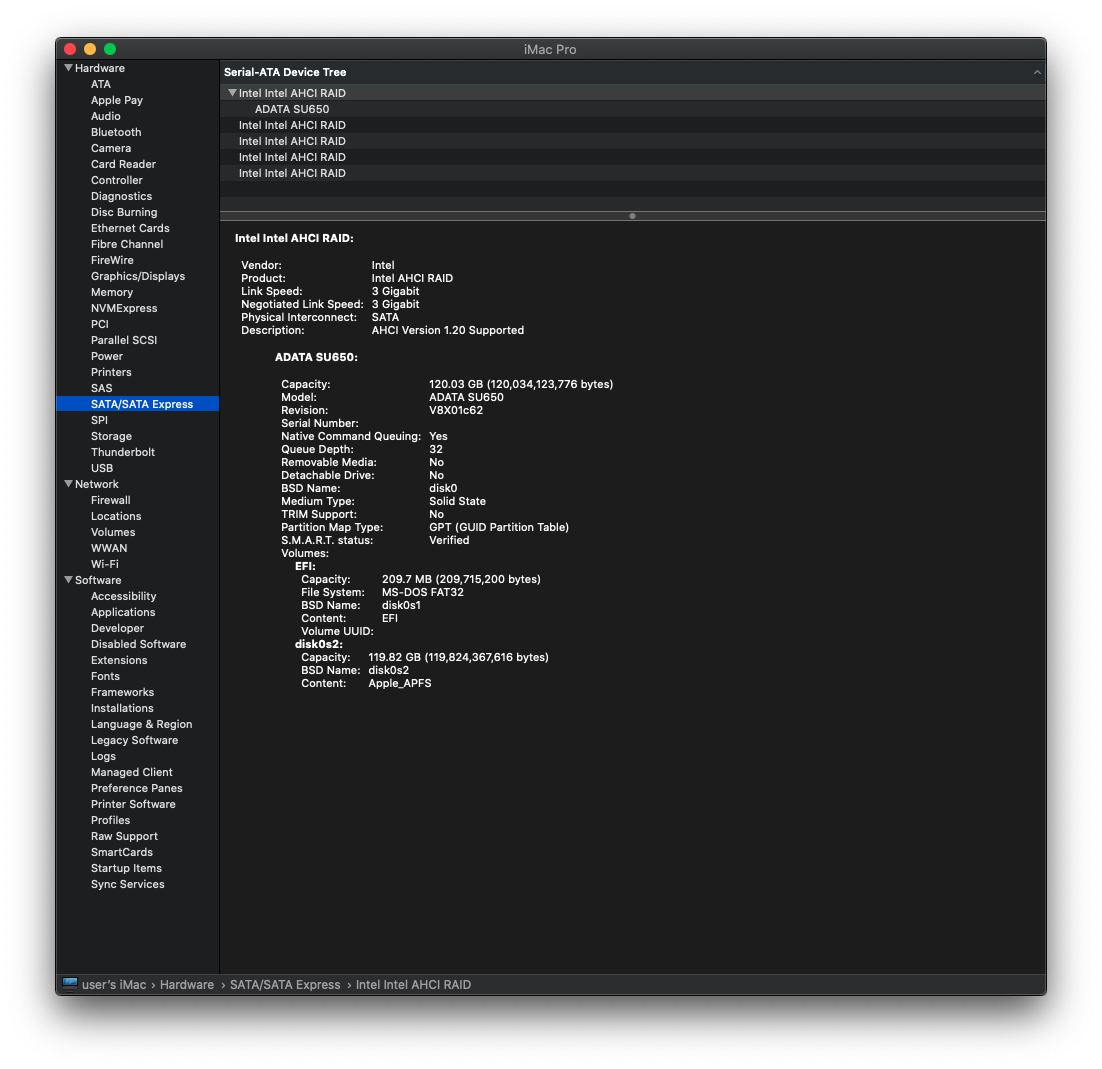 iMac Pro
Hardware
ATA
Apple Pay
Audio
Bluetooth
Camera
Card Reader
Controller
Diagnostics
Disc Burning
Ethernet Cards
Fibre Channel
FireWire
Graphics/Displays
Memory
NVMExpress
PCI
Parallel SCSI
Power
Printers
SAS
SATA/SATA Express
SPI
Storage
Thunderbolt
USB
Network
Firewall
Locations
Volumes
WWAN
Wi-Fi
Software
Accessibility
Applications
Developer
Disabled Software
Extensions
Fonts
Frameworks
Installations
Language & Region
Legacy Software
Logs
Managed Client
Preference Panes
Printer Software
Profiles
Raw Support
SmartCards
Startup Items
Sync Services
Serial-ATA Device Tree
Intel Intel AHCI RAID
ADATA SU650
Intel Intel AHCI RAID
Intel Intel AHCI RAID
Intel Intel AHCI RAID
Intel Intel AHCI RAID
Intel Intel AHCI RAID:
Vendor: Intel
Product: Intel AHCI RAID
Link Speed: 3 Gigabit
Negotiated Link Speed: 3 Gigabit
Physical Interconnect: SATA
Description: AHCI Version 1.20 Supported
ADATA SU650:
Capacity: 120.03 GB (120,034,123,776 bytes)
Model: ADATA SU650
Revision: V8X01c62
Serial Number:
Native Command Queuing: Yes
Queue Depth: 32
Removable Media: No
Detachable Drive: No
BSD Name: disk0
Medium Type: Solid State
TRIM Support: No
Partition Map Type: GPT (GUID Partition Table)
S.M.A.R.T. status: Verified
Volumes:
EFI:
Capacity: 209.7 MB (209,715,200 bytes)
File System: MS-DOS FAT32
BSD Name: disk0s1
Content: EFI
Volume UUID:
disk0s2:
Capacity: 119.82 GB (119,824,367,616 bytes)
BSD Name: disk0s2
Content: Apple_APFS
user's iMac › Hardware › SATA/SATA Express › Intel Intel AHCI RAID